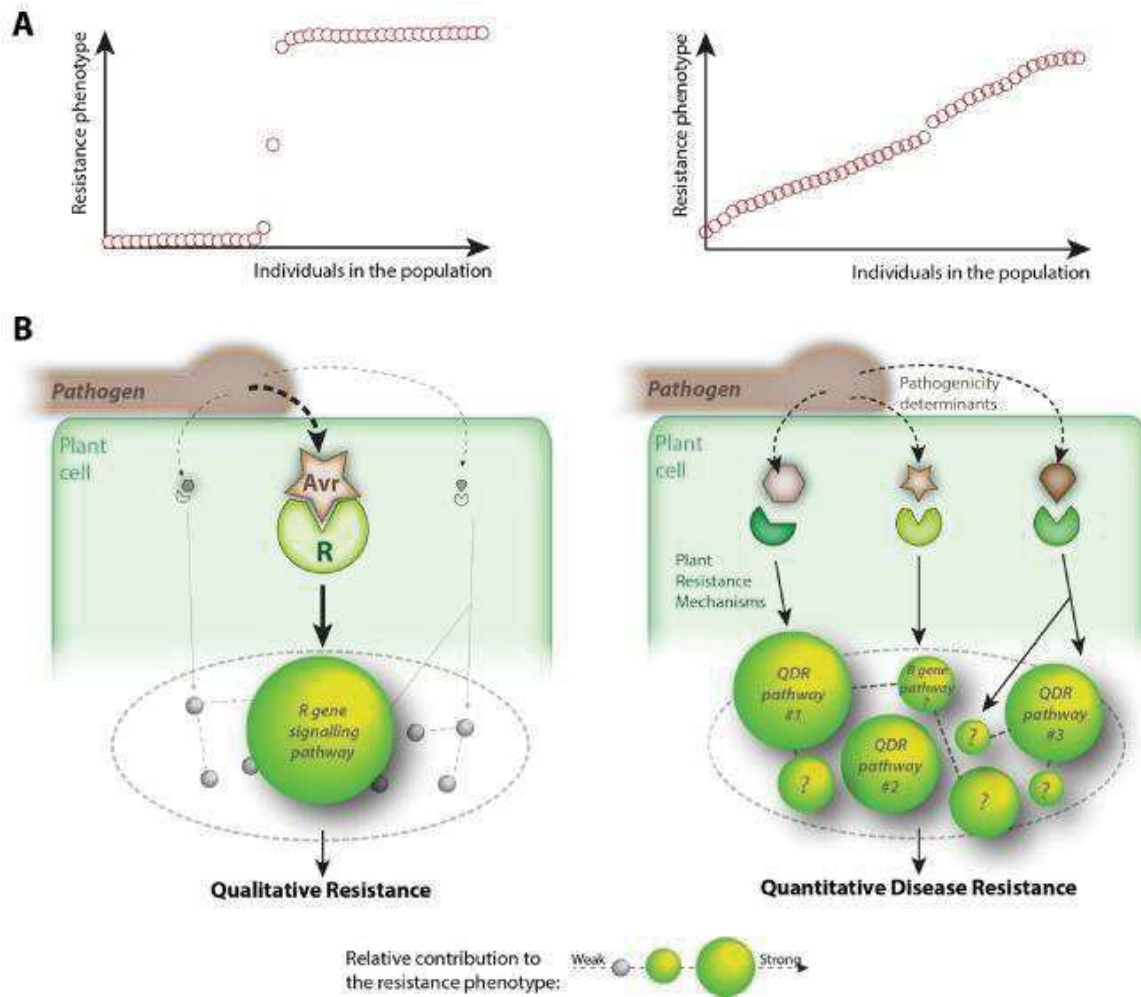 A
Resistance phenotype
Individuals in the population
Resistance phenotype
Individuals in the population
B
Pathogen
Plant
cell
Avr
R
R gene
signalling
pathway
Qualitative Resistance
Pathogen
Pathogenicity
determinants
Plant
cell
Plant
Resistance
Mechanisms
QDR
pathway
#1
R gene
pathway
?
QDR
pathway
#2
?
QDR
pathway
#3
?
?
?
Quantitative Disease Resistance
Relative contribution to
the resistance phenotype:
Weak
Strong